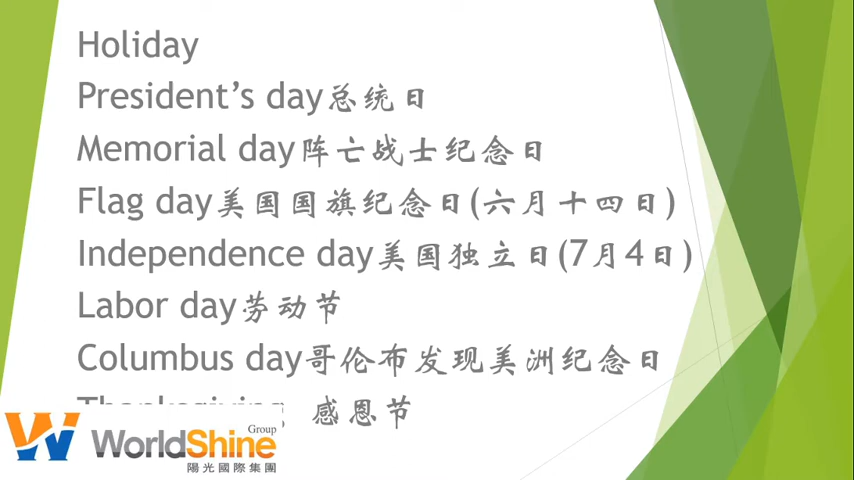 Holiday
President’s day总统日
Memorial day阵亡战士纪念日
Flag day美国国旗纪念日(六月十四日)
Independence day美国独立日(7月4日)
Labor day劳动节
Columbus day哥伦布发现美洲纪念日
Thanksgiving 感恩节
Group
WorldShine
陽光國際集團